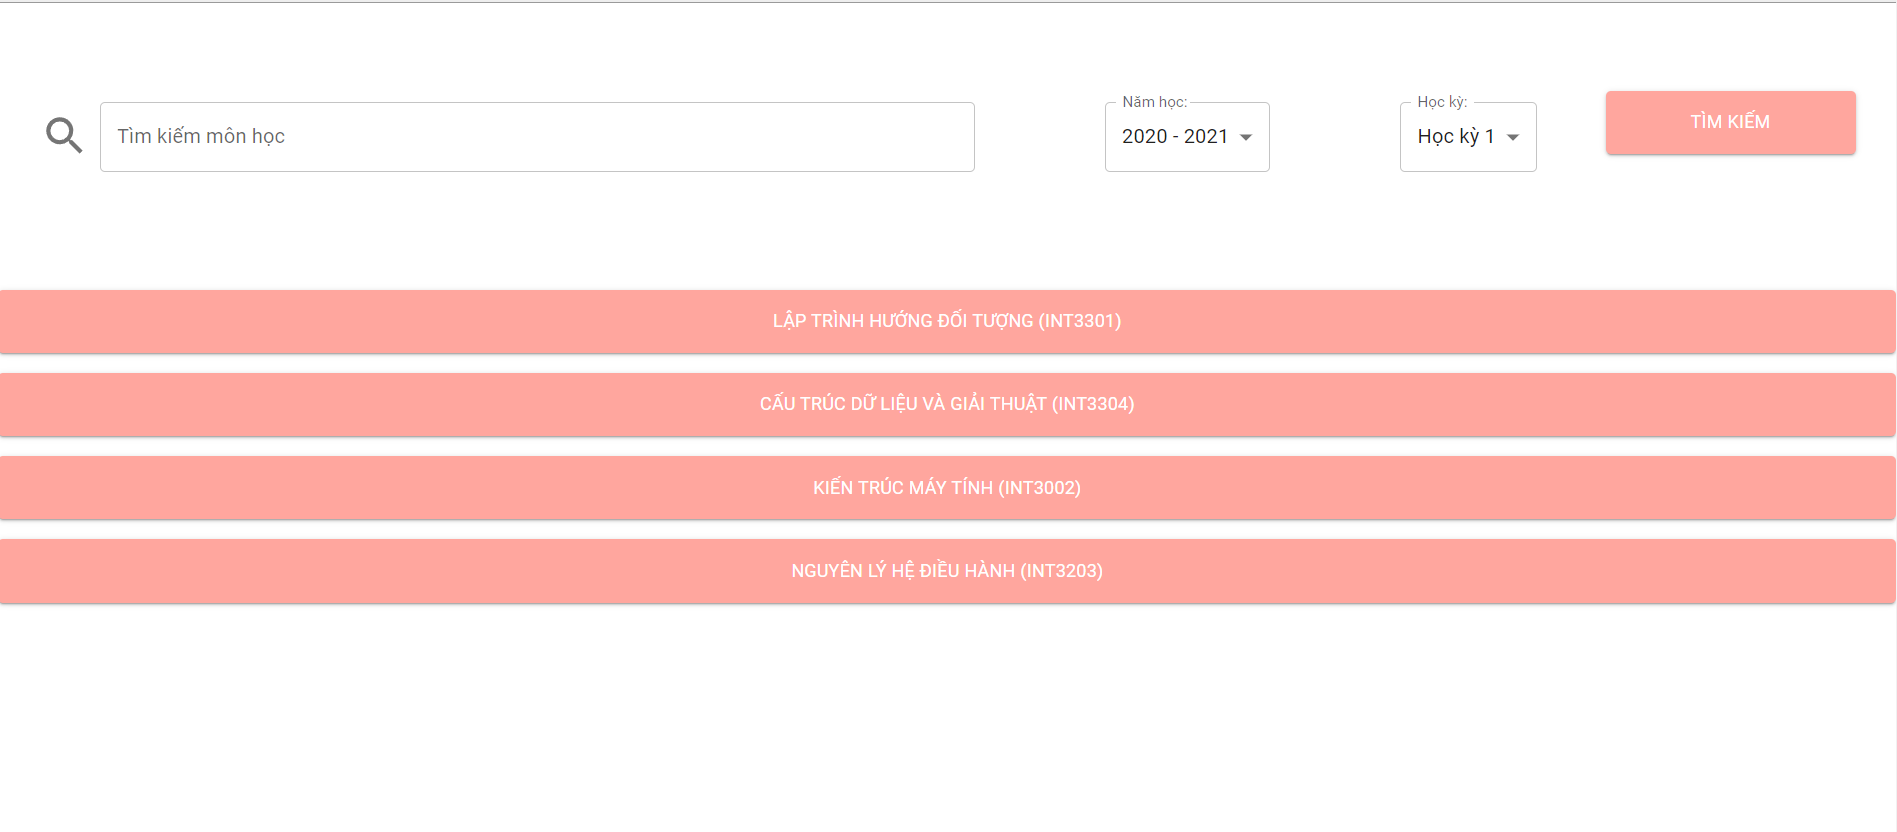 Tìm kiếm môn học
Năm học:
2020 - 2021
Học kỳ:
Học kỳ 1
TÌM KIẾM
LẬP TRÌNH HƯỚNG ĐỐI TƯỢNG (INT3301)
CẤU TRÚC DỮ LIỆU VÀ GIẢI THUẬT (INT3304)
KIẾN TRÚC MÁY TÍNH (INT3002)
NGUYÊN LÝ HỆ ĐIỀU HÀNH (INT3203)